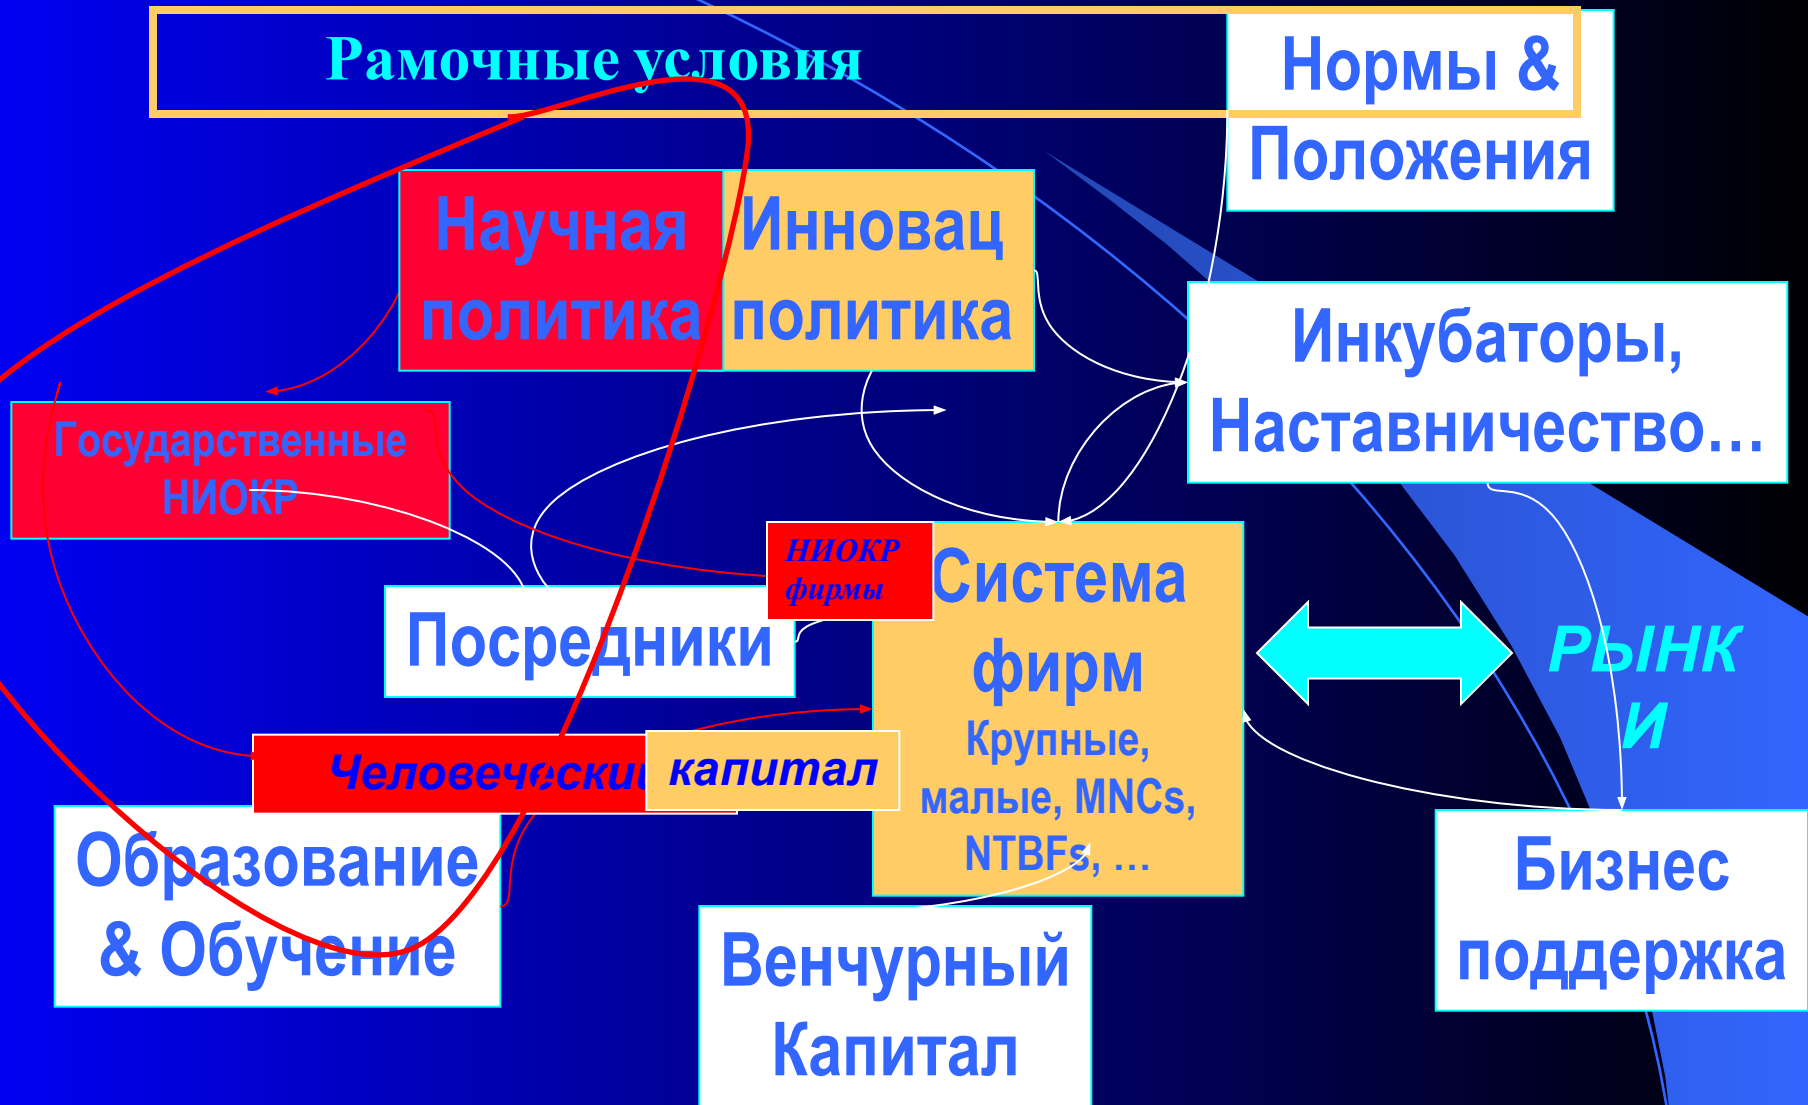 Рамочные условия
Нормы &
Положения
Научная
политика
Инновац
политика
Инкубаторы,
Наставничество…
Государственные
НИОКР
НИОКР
фирмы
Система
фирм
Крупные,
малые, MNCs,
NTBFs, …
Посредники
РЫНК
И
Человеческий
капитал
Образование
& Обучение
Венчурный
Капитал
Бизнес
поддержка